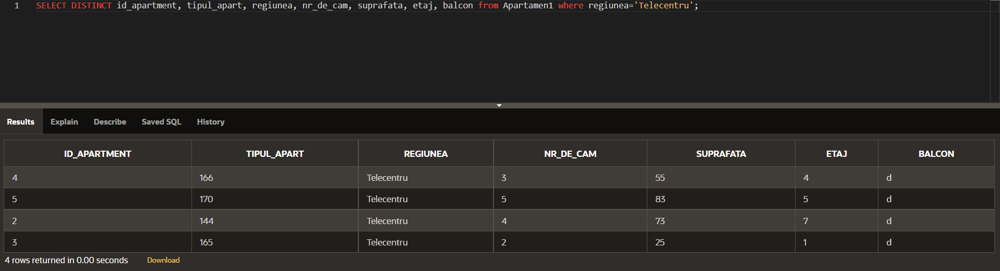 1 SELECT DISTINCT id_apartment, tipul_apart, regiunea, nr_de_cam, suprafata, etaj, balcon from Apartamen1 where regiunea='Telecentru';
Results Explain Describe Saved SQL History
ID_APARTMENT TIPUL_APART REGIUNEA NR_DE_CAM SUPRAFATA ETAJ BALCON
4 166 Telecentru 3 55 4 d
5 170 Telecentru 5 83 5 d
2 144 Telecentru 4 73 7 d
3 165 Telecentru 2 25 1 d
4 rows returned in 0.00 seconds Download